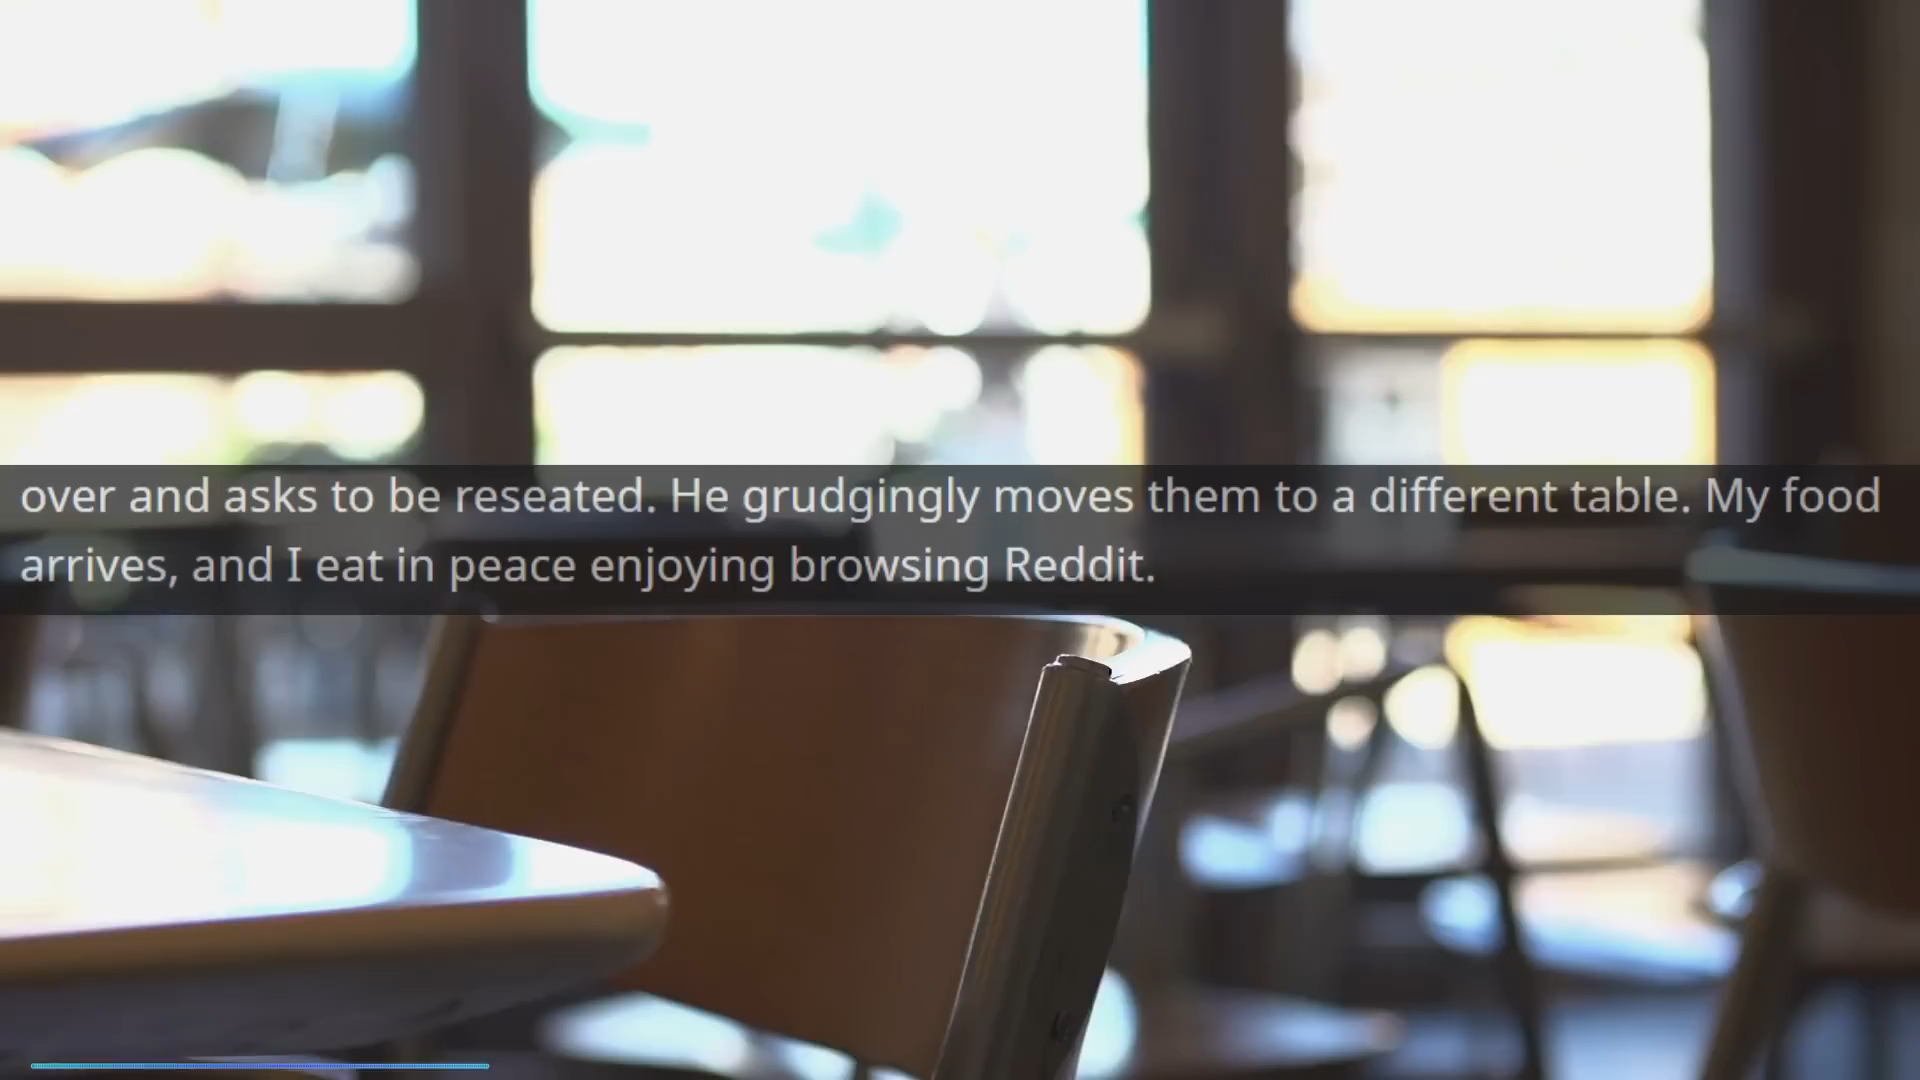 over and asks to be reseated. He grudgingly moves them to a different table. My food
arrives, and I eat in peace enjoying browsing Reddit.